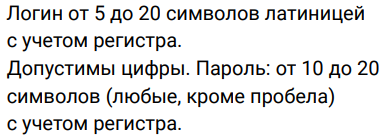 Логин от 5 до 20 символов латиницей
с учетом регистра.
Допустимы цифры. Пароль: от 10 до 20
символов (любые, кроме пробела)
с учетом регистра.